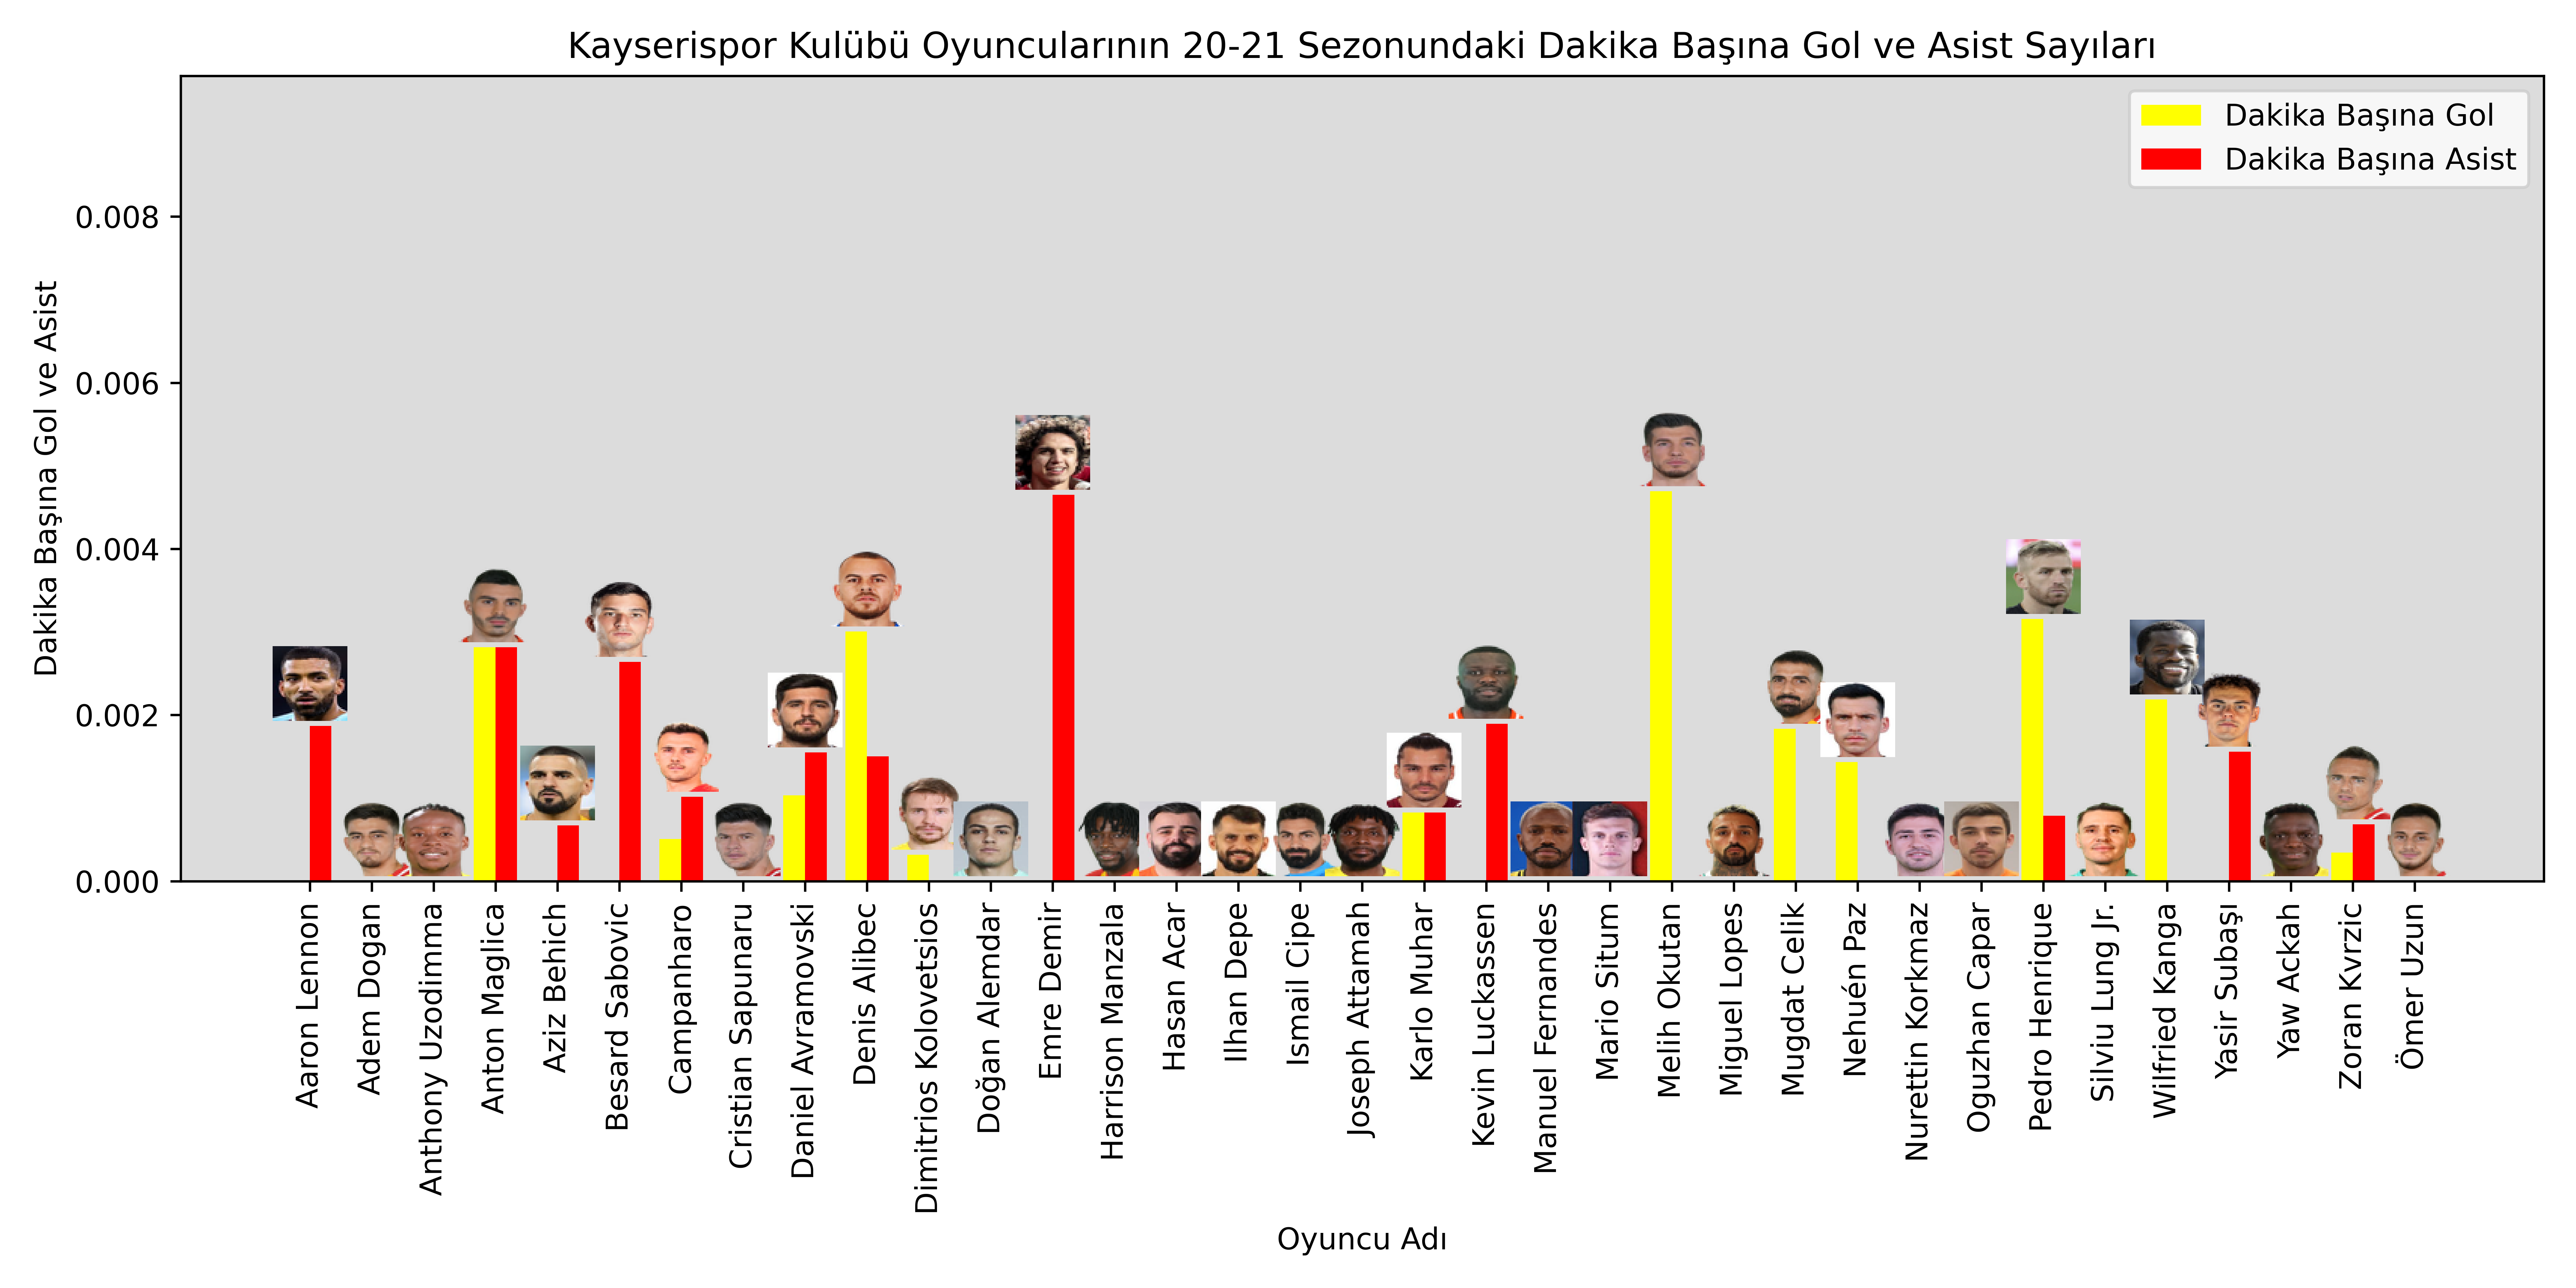 Kayserispor Kulübü Oyuncularının 20-21 Sezonundaki Dakika Başına Gol ve Asist Sayıları
Dakika Başına Gol
Dakika Başına Asist
Dakika Başına Gol ve Asist
0.008
0.006
0.004
0.002
0.000
Aaron Lennon
Adem Dogan
Anthony Uzodimma
Anton Maglica
Aziz Behich
Besard Sabovic
Campanharo
Cristian Sapunaru
Daniel Avramovski
Denis Alibec
Dimitrios Kolovetsios
Doğan Alemdar
Emre Demir
Harrison Manzala
Hasan Acar
Ilhan Depe
Ismail Cipe
Joseph Attamah
Karlo Muhar
Kevin Luckassen
Manuel Fernandes
Mario Situm
Melih Okutan
Miguel Lopes
Mugdat Celik
Nehuén Paz
Nurettin Korkmaz
Oguzhan Capar
Pedro Henrique
Silviu Lung Jr.
Wilfried Kanga
Yasir Subaşı
Yaw Ackah
Zoran Kvrzic
Ömer Uzun
Oyuncu Adı